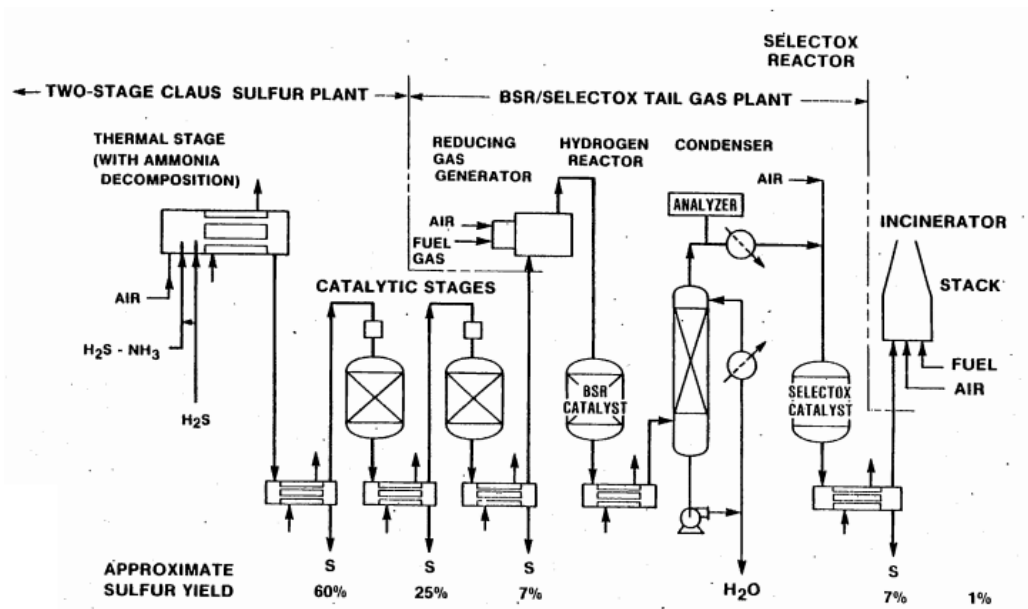 SELECTOX
REACTOR
TWO-STAGE CLAUS SULFUR PLANT
BSR/SELECTOX TAIL GAS PLANT
THERMAL STAGE
(WITH AMMONIA
DECOMPOSITION)
REDUCING
GAS
GENERATOR
HYDROGEN
REACTOR
CONDENSER
AIR
ANALYZER
INCINERATOR
AIR
FUEL
GAS
CATALYTIC STAGES
STACK
AIR
H₂S - NH₃
H₂S
BSR
CATALYST
SELECTOX
CATALYST
FUEL
AIR
APPROXIMATE
SULFUR YIELD
S
60%
S
25%
S
7%
H₂O
S
7%
1%